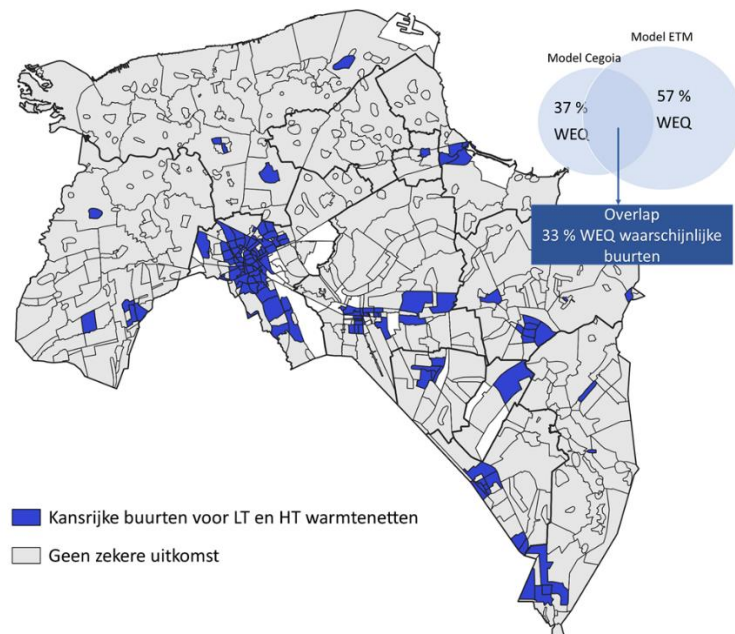 Model ETM
Model Cegoia
37 %
WEQ
57 %
WEQ
Overlap
33 % WEQ waarschijnlijke
buurten
Kansrijke buurten voor LT en HT warmtenetten
Geen zekere uitkomst